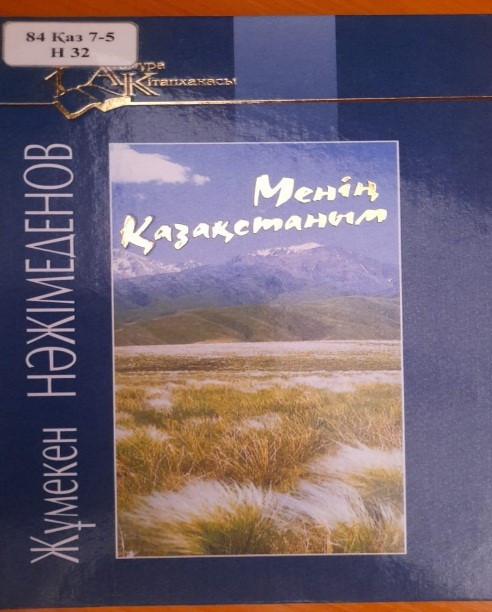 84 Қаз 7-5
Н 32
Кітапханасы
Менің
Қазақстаным
Жұмекен НӘЖІМЕДЕНОВ